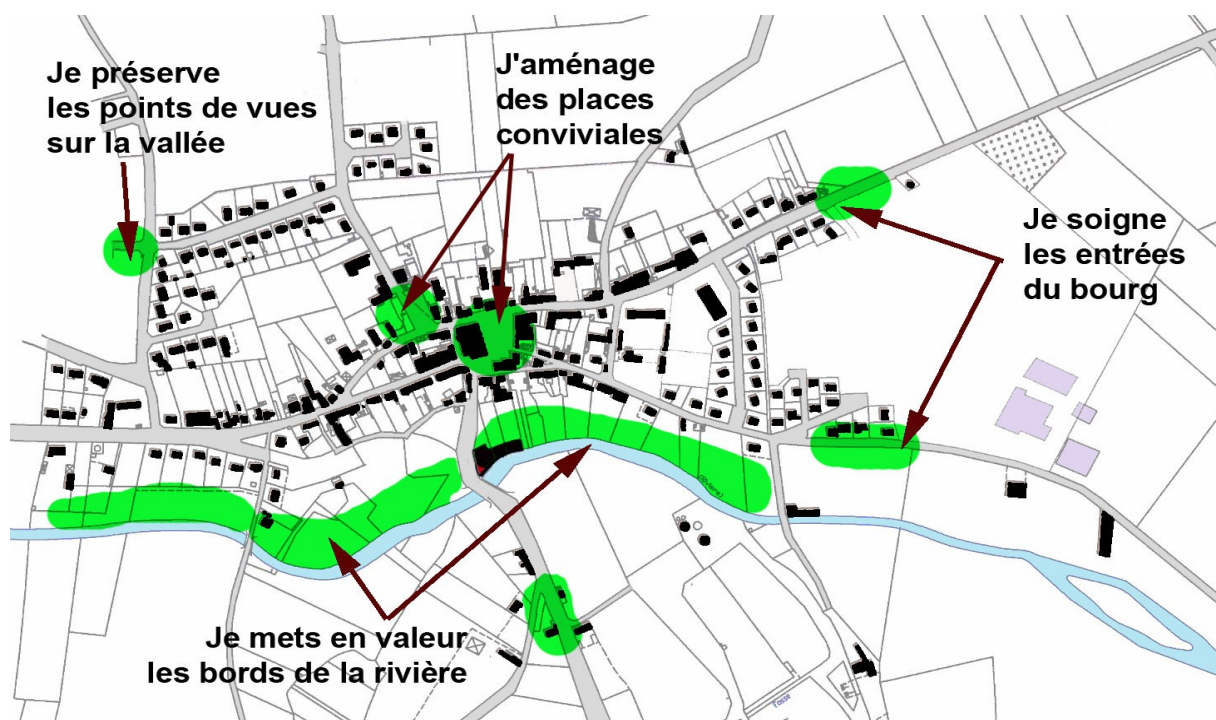 Je préserve
les points de vues
sur la vallée
J'aménage
des places
conviviales
Je soigne
les entrées
du bourg
(Rivière)
Je mets en valeur
les bords de la rivière